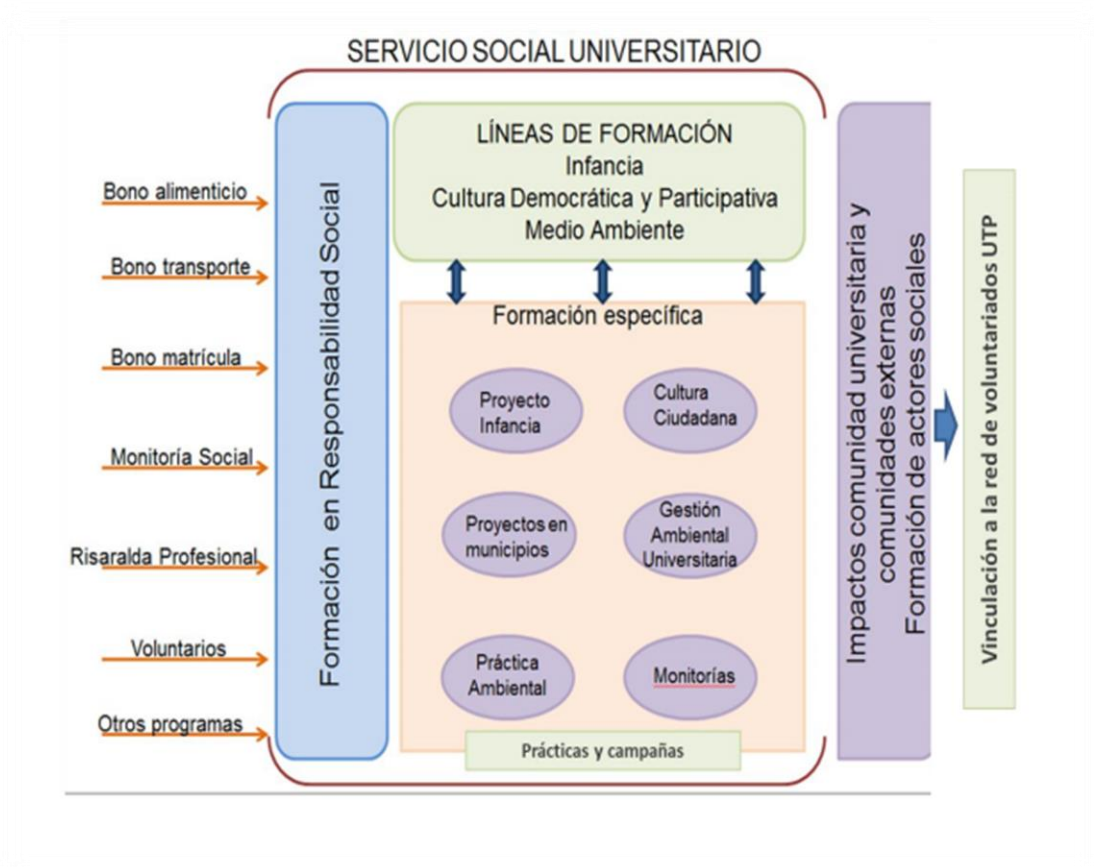 SERVICIO SOCIAL UNIVERSITARIO
Bono alimenticio
Bono transporte
Bono matrícula
Monitoría Social
Risaralda Profesional
Voluntarios
Otros programas
Formación en Responsabilidad Social
LÍNEAS DE FORMACIÓN
Infancia
Cultura Democrática y Participativa
Medio Ambiente
Formación específica
Proyecto
Infancia
Cultura
Ciudadana
Proyectos en
municipios
Gestión
Ambiental
Universitaria
Práctica
Ambiental
Monitorías
Prácticas y campañas
Impactos comunidad universitaria y
comunidades externas
Formación de actores sociales
Vinculación a la red de voluntariados UTP